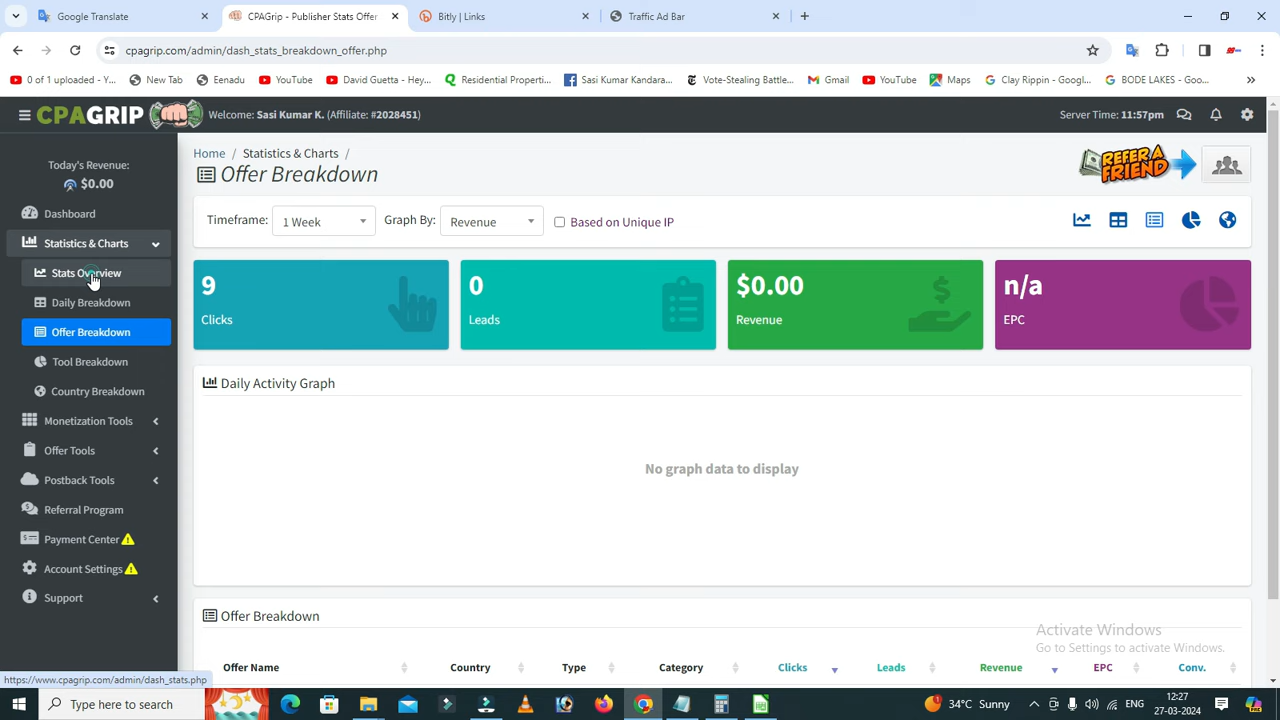 Google Translate
CPAGrip - Publisher Stats Offer
Bitly | Links
Traffic Ad Bar
cpagrip.com/admin/dash_stats_breakdown_offer.php
0 of 1 uploaded - Y...
New Tab
Eenadu
YouTube
David Guetta - Hey,...
Residential Properti...
Sasi Kumar Kandara...
Vote-Stealing Battle...
Gmail
YouTube
Maps
Clay Rippin - Googl...
BODE LAKES - Goo...
CPAGRIP
Welcome: Sasi Kumar K. (Affiliate: #2028451)
Server Time: 11:57pm
Today's Revenue:
$0.00
Dashboard
Statistics & Charts
Stats Overview
Daily Breakdown
Offer Breakdown
Tool Breakdown
Country Breakdown
Monetization Tools
Offer Tools
Postback Tools
Referral Program
Payment Center
Account Settings
Support
Home / Statistics & Charts /
Offer Breakdown
REFER A FRIEND
Timeframe: 1 Week Graph By: Revenue Based on Unique IP
9
Clicks
0
Leads
$0.00
Revenue
n/a
EPC
Daily Activity Graph
No graph data to display
Offer Breakdown
Offer Name Country Type Category Clicks Leads Revenue EPC Conv.
Activate Windows
Go to Settings to activate Windows.
https://www.cpagrip.com/admin/dash_stats.php
Type here to search
34°C Sunny
ENG
12:27
27-03-2024